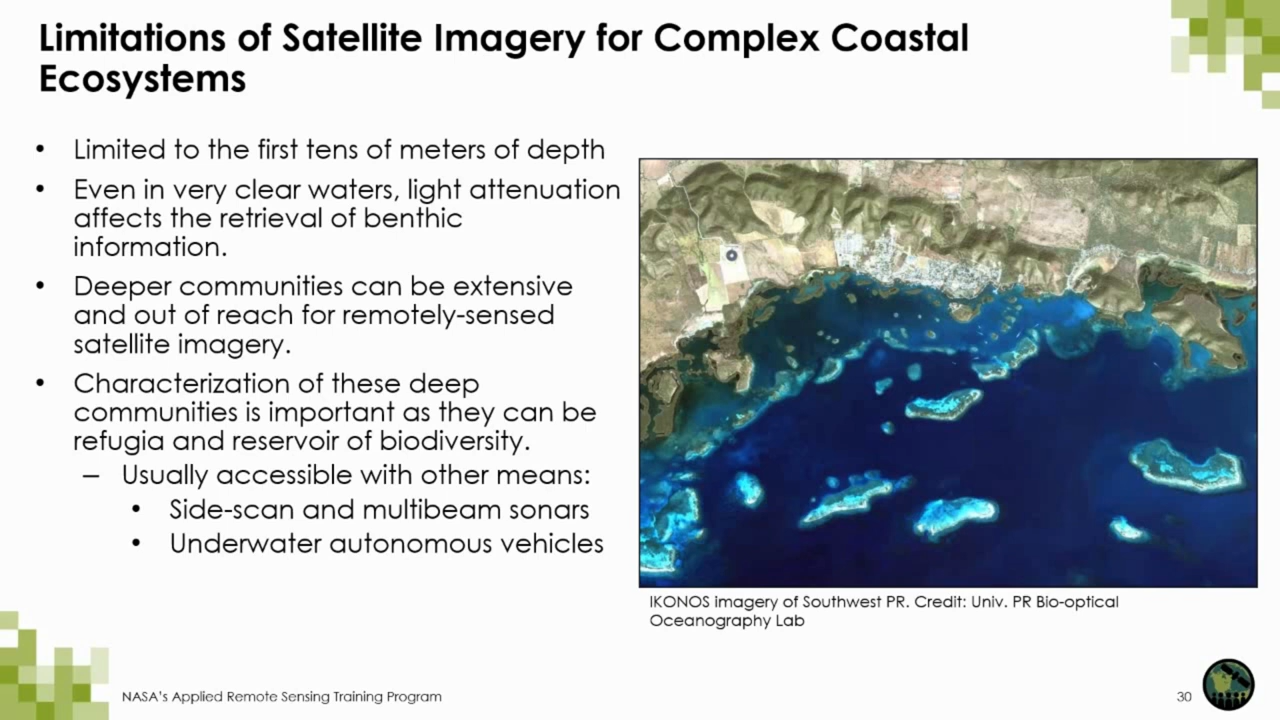 Limitations of Satellite Imagery for Complex Coastal
Ecosystems
• Limited to the first tens of meters of depth
• Even in very clear waters, light attenuation
affects the retrieval of benthic
information.
• Deeper communities can be extensive
and out of reach for remotely-sensed
satellite imagery.
• Characterization of these deep
communities is important as they can be
refugia and reservoir of biodiversity.
– Usually accessible with other means:
• Side-scan and multibeam sonars
• Underwater autonomous vehicles
IKONOS imagery of Southwest PR. Credit: Univ. PR Bio-optical
Oceanography Lab
NASA's Applied Remote Sensing Training Program
30